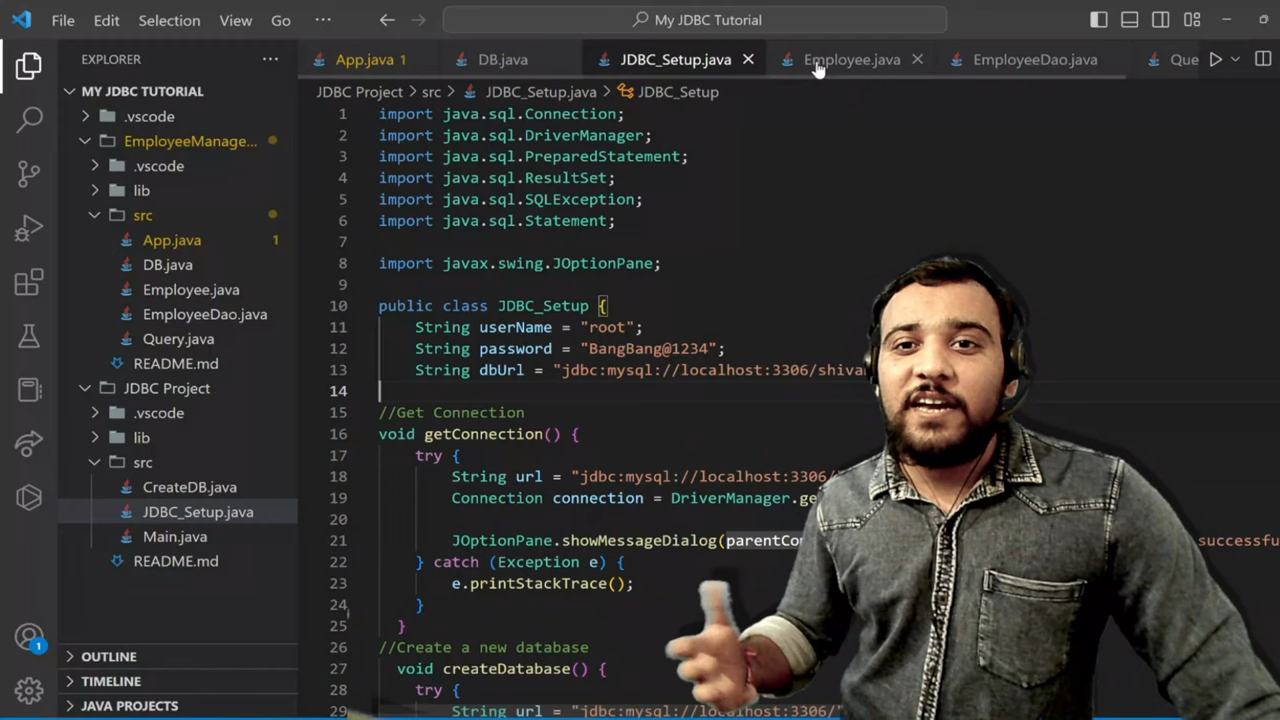 File Edit Selection View Go ··· My JDBC Tutorial
EXPLORER ···
MY JDBC TUTORIAL
.vscode
EmployeeManage...
.vscode
lib
src
App.java 1
DB.java
Employee.java
EmployeeDao.java
Query.java
README.md
JDBC Project
.vscode
lib
src
CreateDB.java
JDBC_Setup.java
Main.java
README.md
OUTLINE
TIMELINE
JAVA PROJECTS
1
App.java 1 DB.java JDBC_Setup.java Employee.java EmployeeDao.java Que
JDBC Project > src > JDBC_Setup.java > JDBC_Setup
1 import java.sql.Connection;
2 import java.sql.DriverManager;
3 import java.sql.PreparedStatement;
4 import java.sql.ResultSet;
5 import java.sql.SQLException;
6 import java.sql.Statement;
7
8 import javax.swing.JOptionPane;
9
10 public class JDBC_Setup {
11 String userName = "root";
12 String password = "BangBang@1234";
13 String dbUrl = "jdbc:mysql://localhost:3306/shiva
14
15 //Get Connection
16 void getConnection() {
17 try {
18 String url = "jdbc:mysql://localhost:3306/
19 Connection connection = DriverManager.ge
20
21 JOptionPane.showMessageDialog(parentCo successfu
22 } catch (Exception e) {
23 e.printStackTrace();
24 }
25 }
26 //Create a new database
27 void createDatabase() {
28 try {
29 String url = "jdbc:mysql://localhost:3306/"